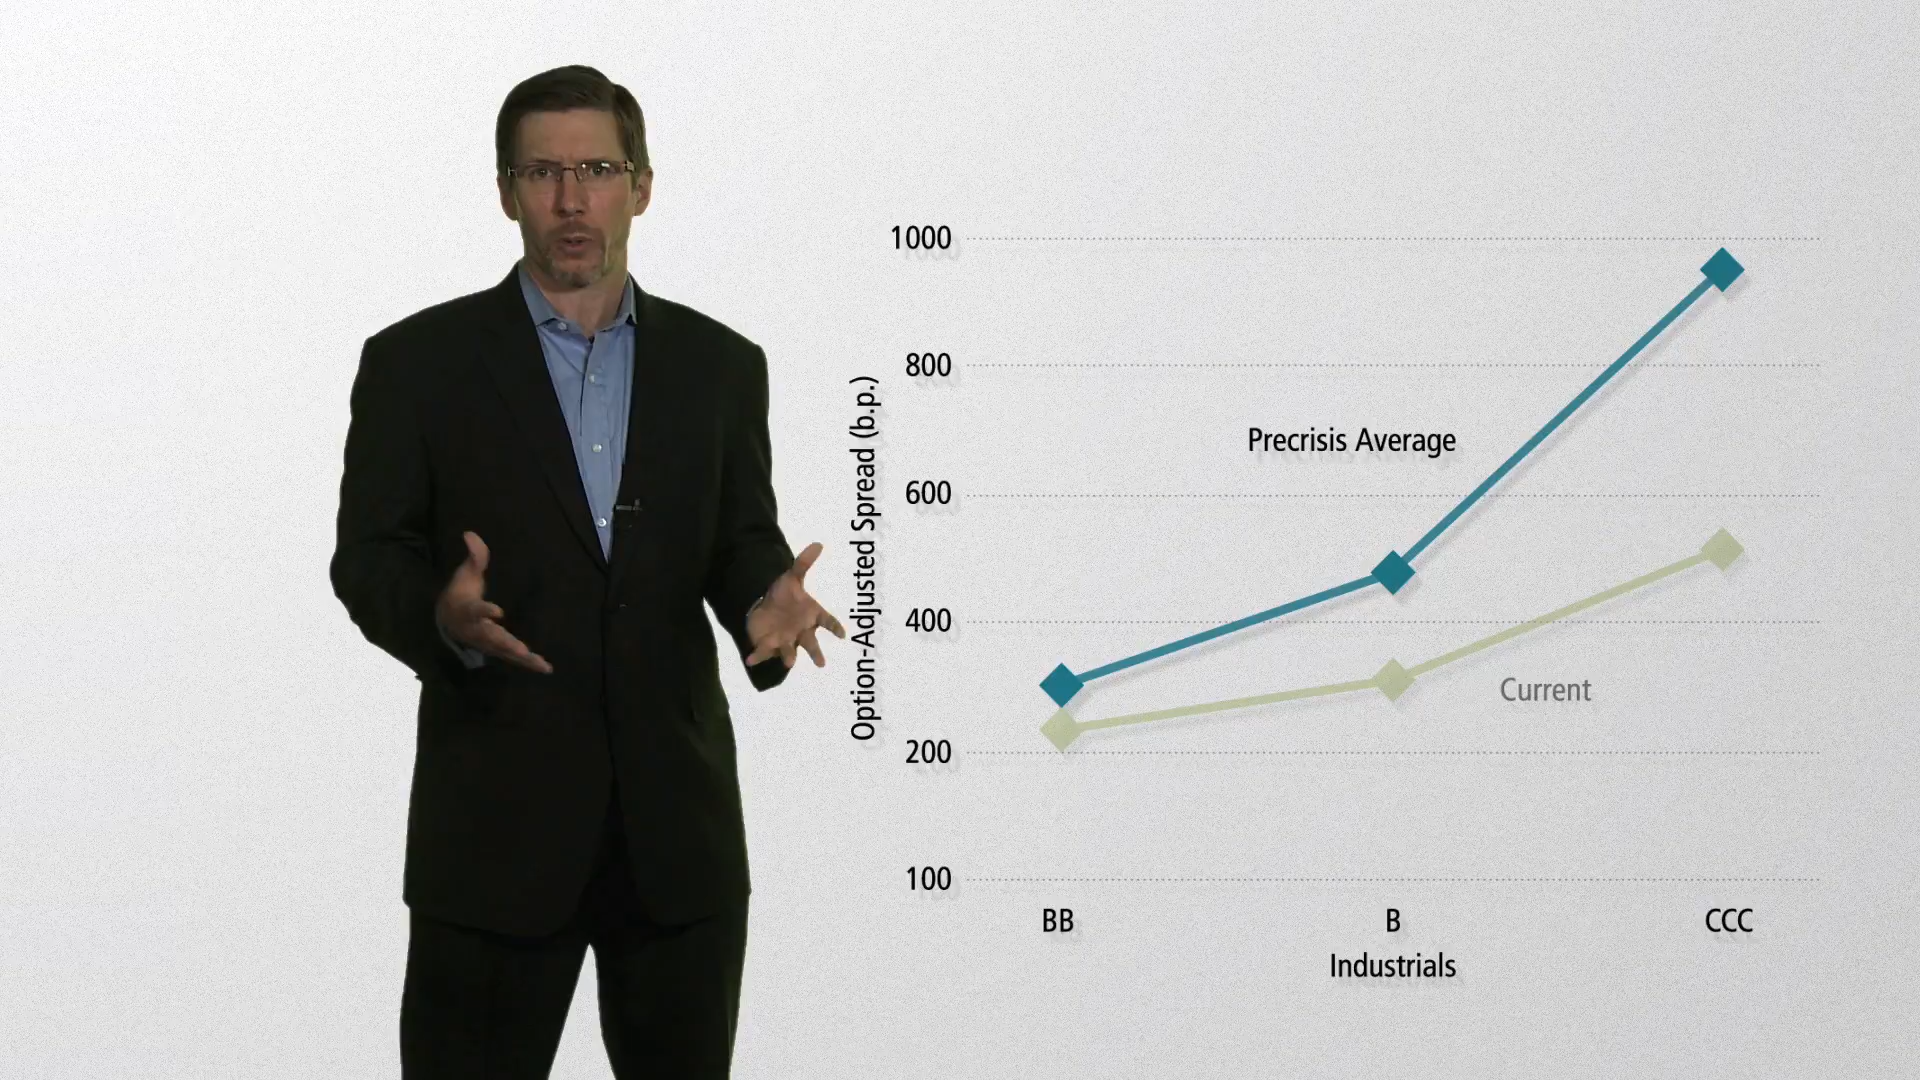 1000
800
600
400
200
100
Option-Adjusted Spread (b.p.)
Precrisis Average
Current
BB B CCC
Industrials